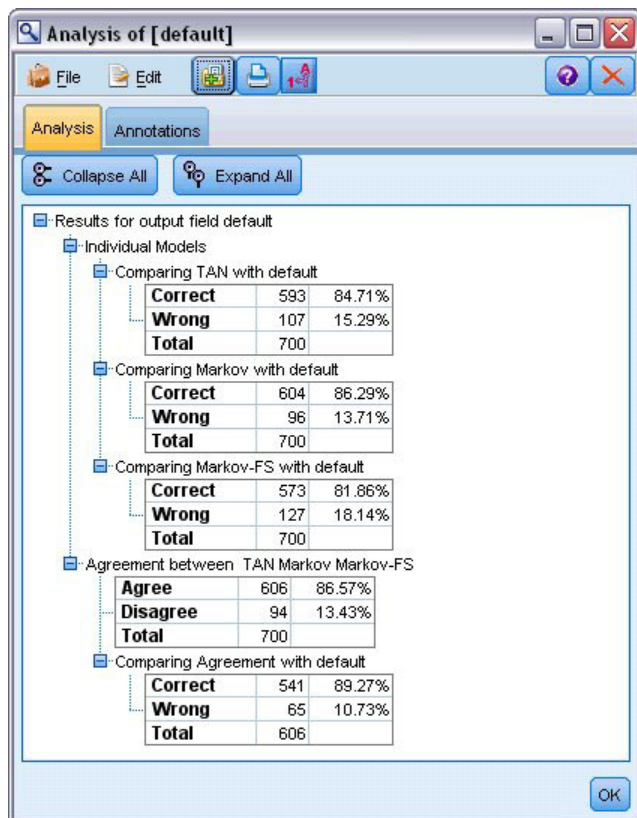 Analysis of [default]
File Edit
Analysis Annotations
Collapse All Expand All
Results for output field default
Individual Models
Comparing TAN with default
Correct 593 84.71%
Wrong 107 15.29%
Total 700
Comparing Markov with default
Correct 604 86.29%
Wrong 96 13.71%
Total 700
Comparing Markov-FS with default
Correct 573 81.86%
Wrong 127 18.14%
Total 700
Agreement between TAN Markov Markov-FS
Agree 606 86.57%
Disagree 94 13.43%
Total 700
Comparing Agreement with default
Correct 541 89.27%
Wrong 65 10.73%
Total 606
OK